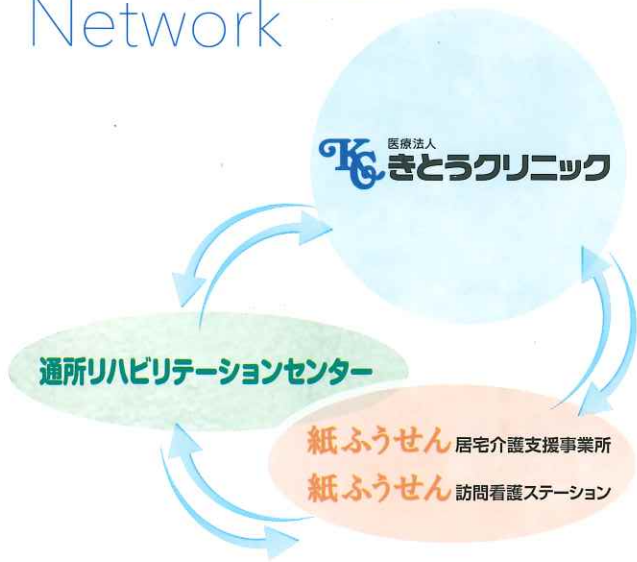 Network
医療法人
KC きとうクリニック
通所リハビリテーションセンター
紙ふうせん 居宅介護支援事業所
紙ふうせん 訪問看護ステーション